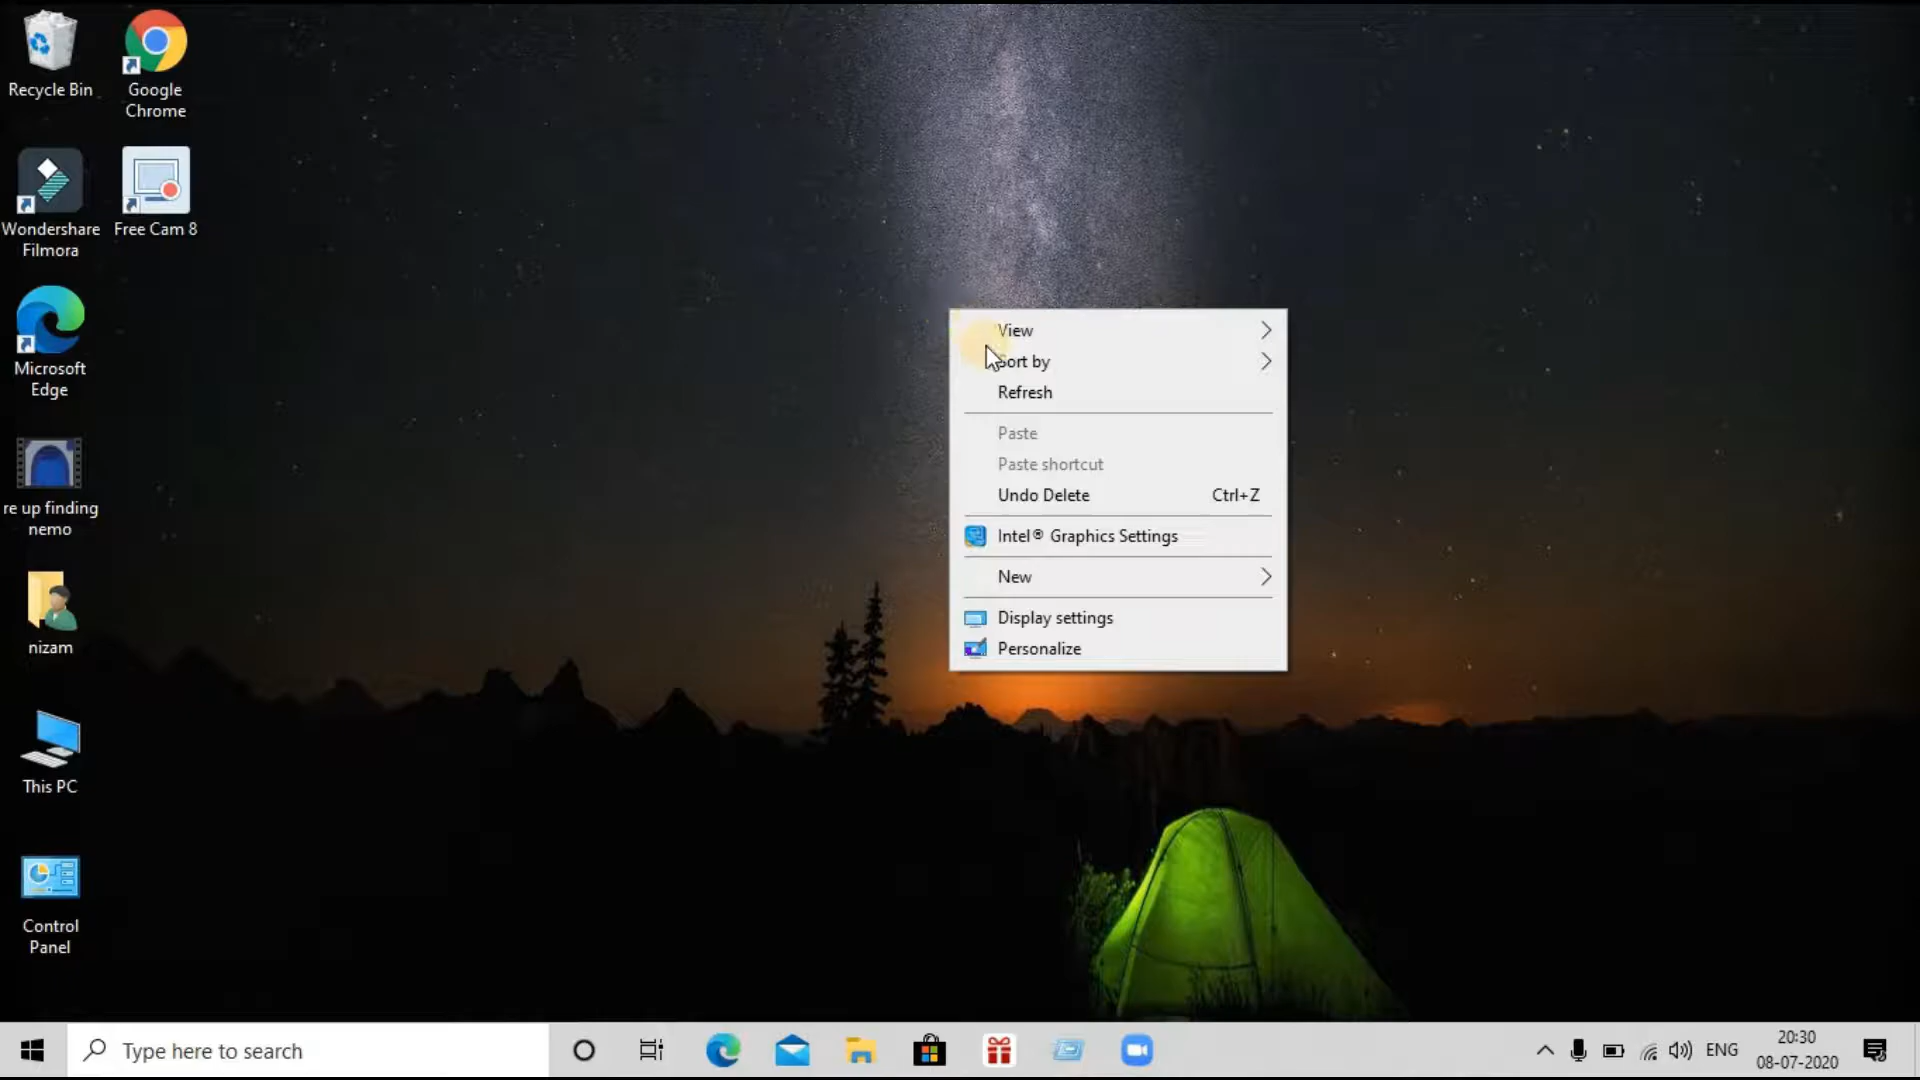 Recycle Bin
Google
Chrome
Wondershare
Filmora
Free Cam 8
Microsoft
Edge
re up finding
nemo
nizam
This PC
Control
Panel
View
Sort by
Refresh
Paste
Paste shortcut
Undo Delete Ctrl+Z
Intel® Graphics Settings
New
Display settings
Personalize
Type here to search
ENG
20:30
08-07-2020